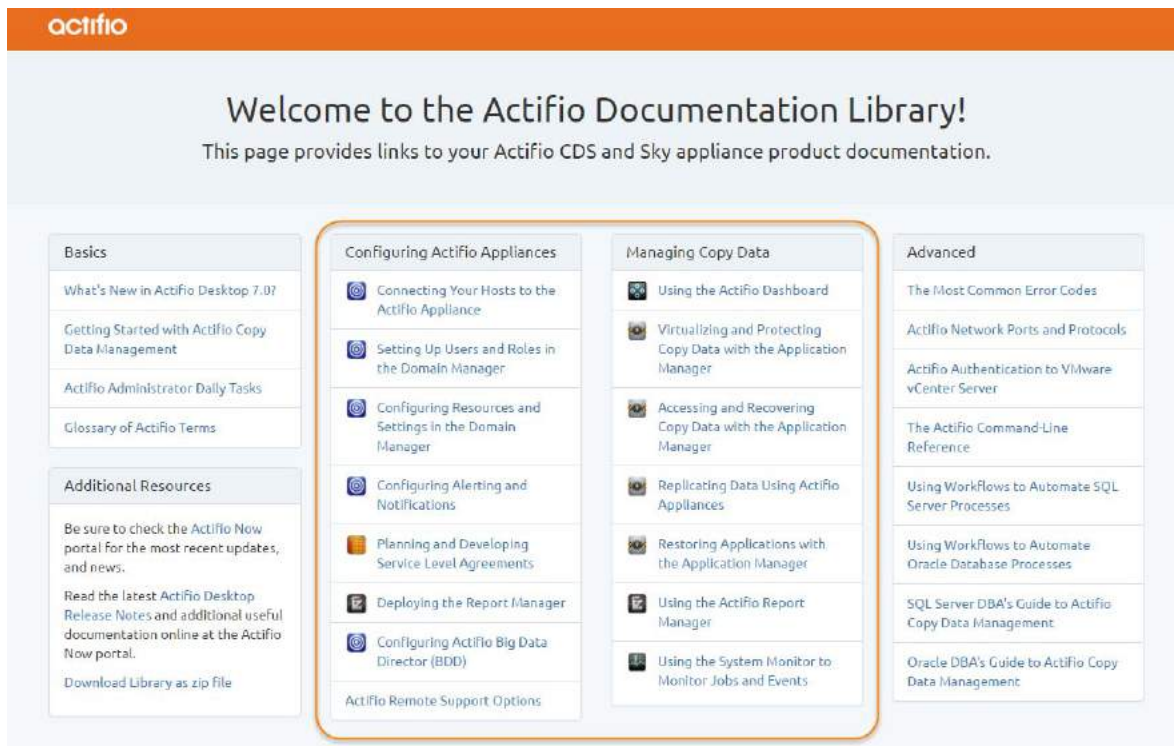 actifio
Welcome to the Actifio Documentation Library!
This page provides links to your Actifio CDS and Sky appliance product documentation.
Basics
What's New in Actifio Desktop 7.0?
Getting Started with Actifio Copy
Data Management
Actifio Administrator Daily Tasks
Glossary of Actifio Terms
Additional Resources
Be sure to check the Actifio Now
portal for the most recent updates,
and news.
Read the latest Actifio Desktop
Release Notes and additional useful
documentation online at the Actifio
Now portal.
Download Library as zip file
Configuring Actifio Appliances
Connecting Your Hosts to the
Actifio Appliance
Setting Up Users and Roles in
the Domain Manager
Configuring Resources and
Settings in the Domain
Manager
Configuring Alerting and
Notifications
Planning and Developing
Service Level Agreements
Deploying the Report Manager
Configuring Actifio Big Data
Director (BDD)
Actifio Remote Support Options
Managing Copy Data
Using the Actifio Dashboard
Virtualizing and Protecting
Copy Data with the Application
Manager
Accessing and Recovering
Copy Data with the Application
Manager
Replicating Data Using Actifio
Appliances
Restoring Applications with
the Application Manager
Using the Actifio Report
Manager
Using the System Monitor to
Monitor Jobs and Events
Advanced
The Most Common Error Codes
Actifio Network Ports and Protocols
Actifio Authentication to VMware
vCenter Server
The Actifio Command-Line
Reference
Using Workflows to Automate SQL
Server Processes
Using Workflows to Automate
Oracle Database Processes
SQL Server DBA's Guide to Actifio
Copy Data Management
Oracle DBA's Guide to Actifio Copy
Data Management